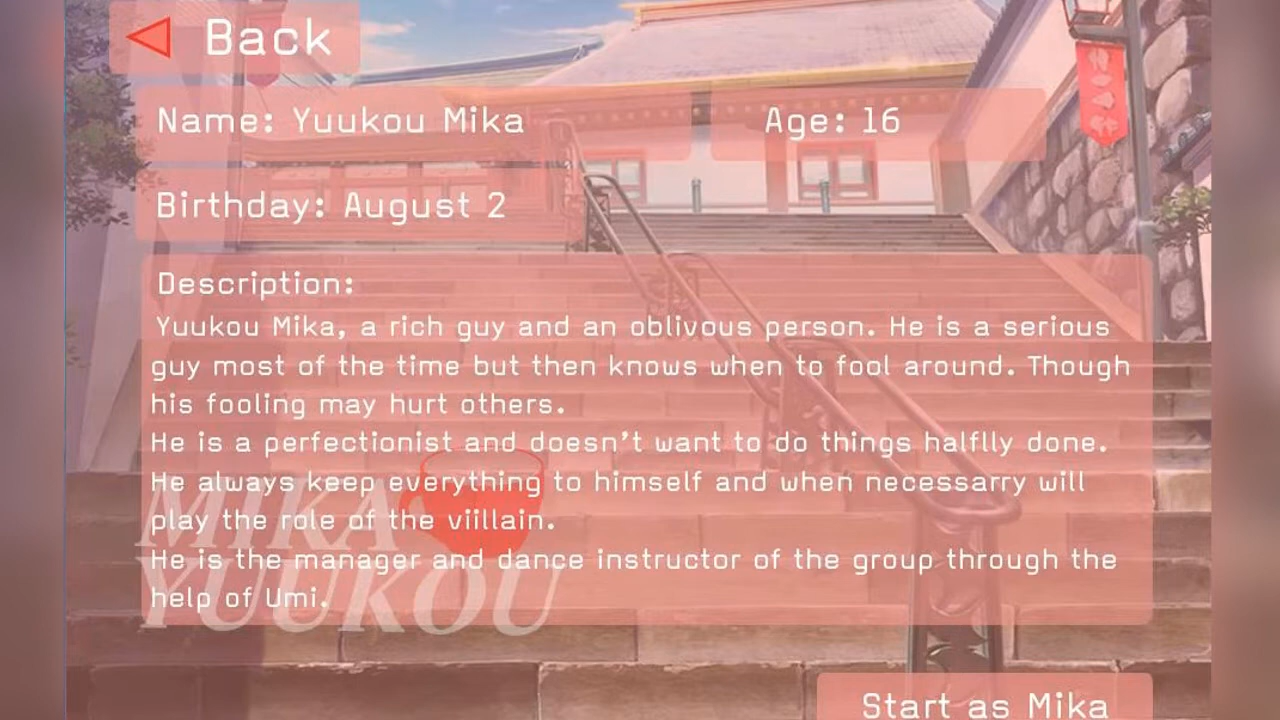 Back
Name: Yuukou Mika
Age: 16
Birthday: August 2
Description:
Yuukou Mika, a rich guy and an oblivous person. He is a serious
guy most of the time but then knows when to fool around. Though
his fooling may hurt others.
He is a perfectionist and doesn't want to do things halflly done.
He always keep everything to himself and when necessarry will
play the role of the viillain.
He is the manager and dance instructor of the group through the
help of Umi.
MIKA
YUUKOU
Start as Mika